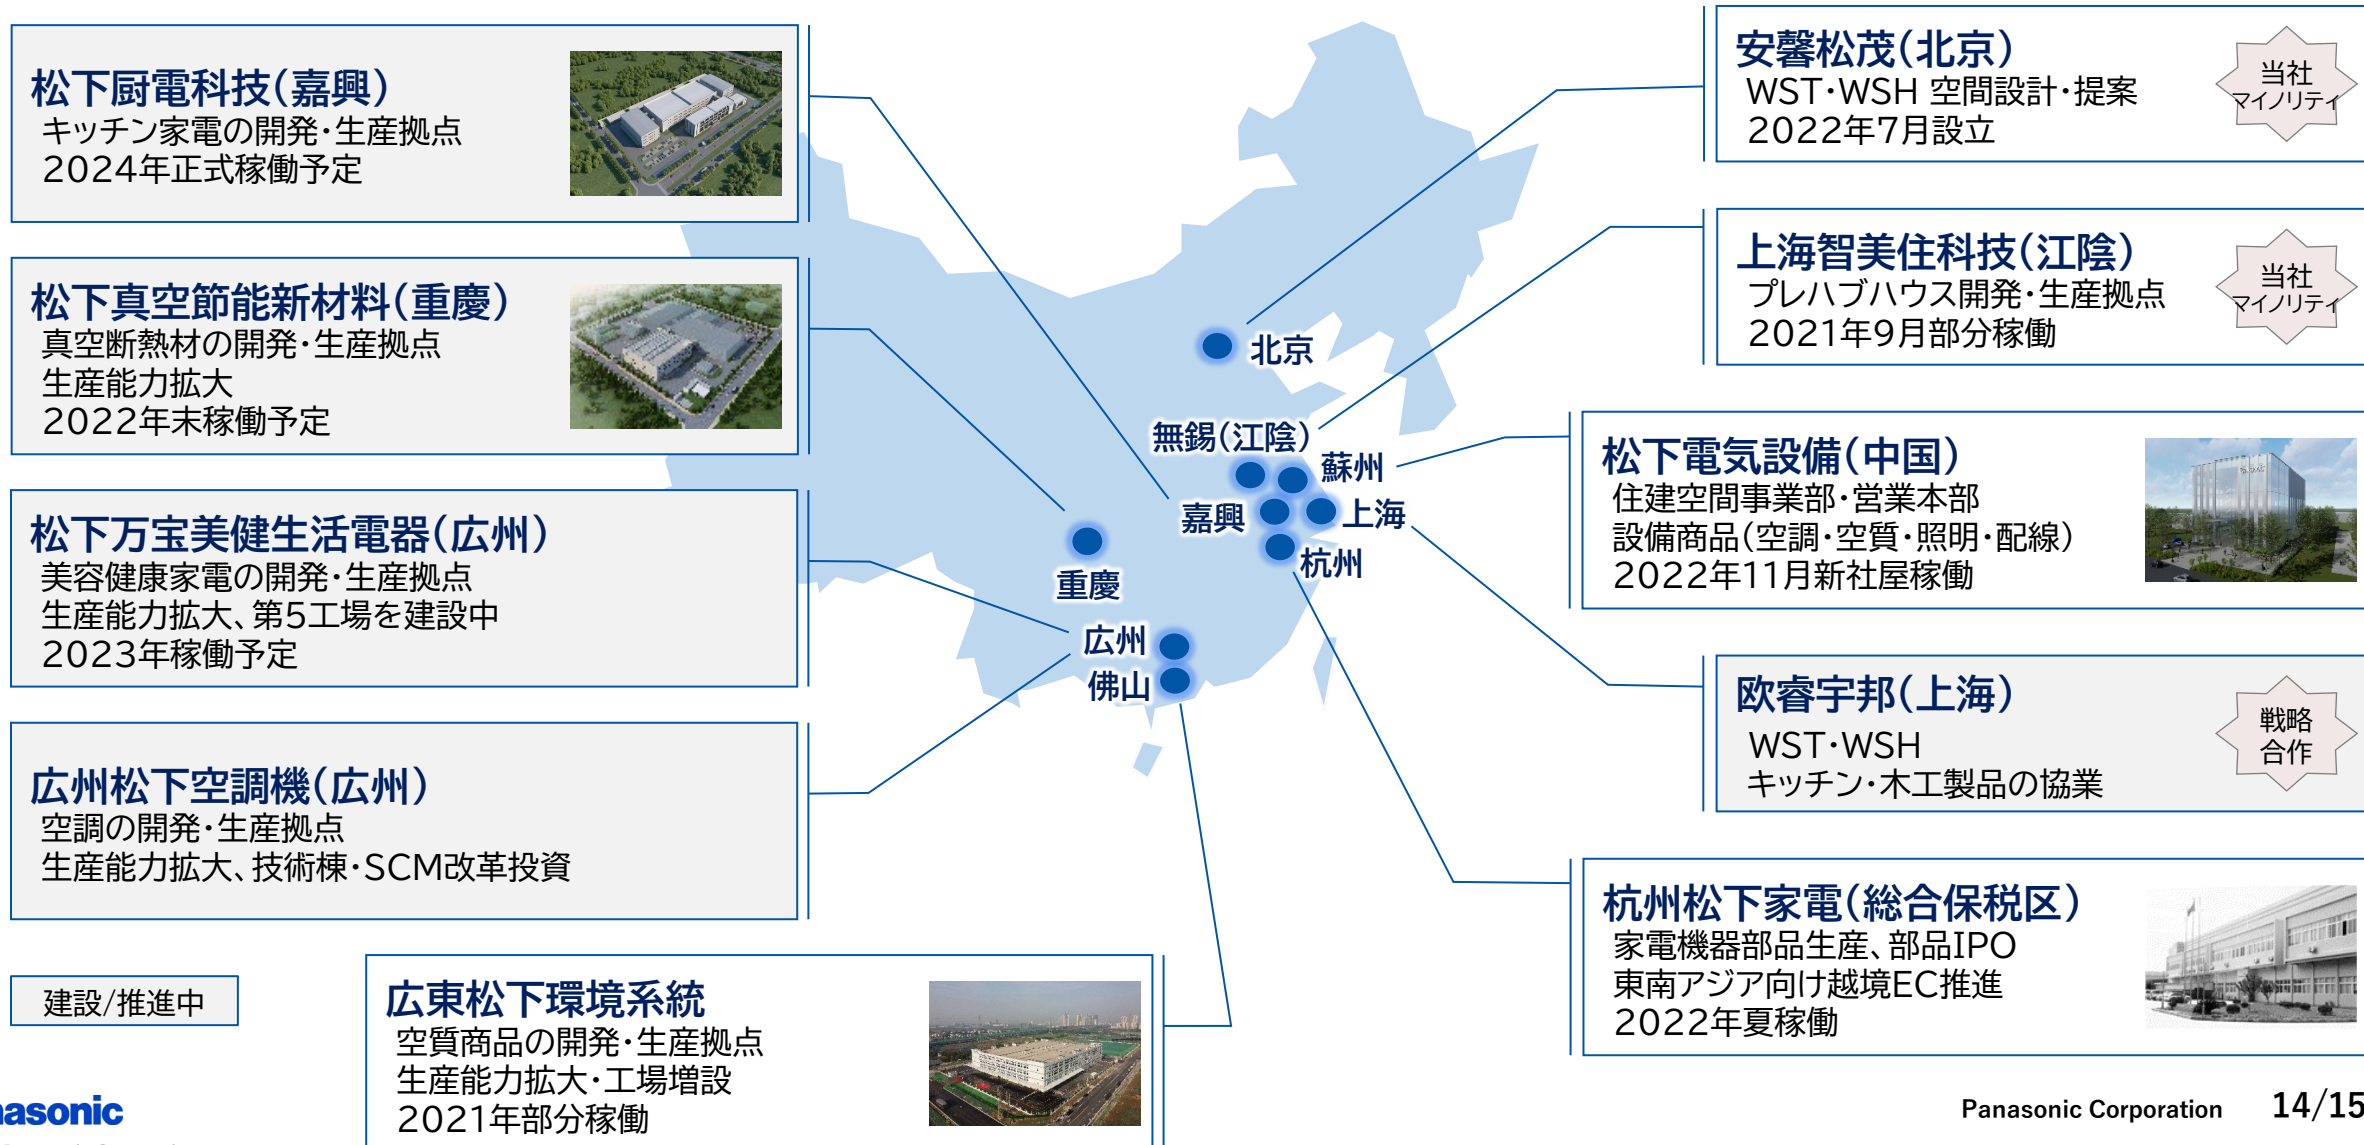 松下厨電科技(嘉興)
キッチン家電の開発・生産拠点
2024年正式稼働予定
松下真空節能新材料(重慶)
真空断熱材の開発・生産拠点
生産能力拡大
2022年末稼働予定
松下万宝美健生活電器(広州)
美容健康家電の開発・生産拠点
生産能力拡大、第5工場を建設中
2023年稼働予定
広州松下空調機(広州)
空調の開発・生産拠点
生産能力拡大、技術棟・SCM改革投資
建設/推進中
広東松下環境系統
空質商品の開発・生産拠点
生産能力拡大・工場増設
2021年部分稼働
北京
無錫(江陰)
蘇州
嘉興
上海
杭州
重慶
広州
佛山
安馨松茂(北京)
WST・WSH 空間設計・提案
2022年7月設立
当社
マイノリティ
上海智美住科技(江陰)
プレハブハウス開発・生産拠点
2021年9月部分稼働
当社
マイノリティ
松下電気設備(中国)
住建空間事業部・営業本部
設備商品(空調・空質・照明・配線)
2022年11月新社屋稼働
欧睿宇邦(上海)
WST・WSH
キッチン・木工製品の協業
戦略
合作
杭州松下家電(総合保税区)
家電機器部品生産、部品IPO
東南アジア向け越境EC推進
2022年夏稼働
nasonic
Panasonic Corporation 14/15